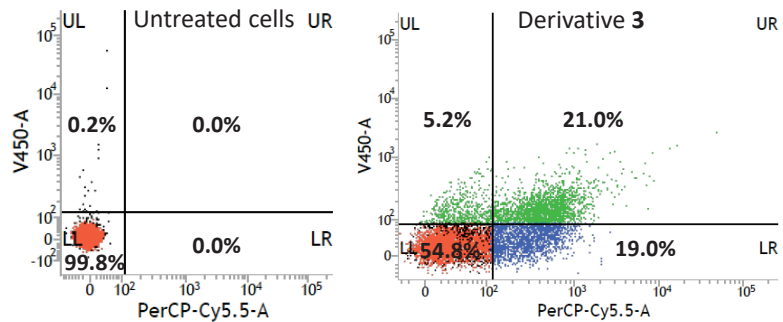 UL Untreated cells UR
10^5
10^4
0.2% 0.0%
10^3
10^2
0
-10^2
LL 0.0% LR
99.8%
0 10^2 10^3 10^4 10^5
V450-A
PerCP-Cy5.5-A
UL Derivative 3 UR
10^5
10^4
5.2% 21.0%
10^3
10^2
0
LL 54.8% 19.0% LR
0 10^2 10^3 10^4 10^5
V450-A
PerCP-Cy5.5-A